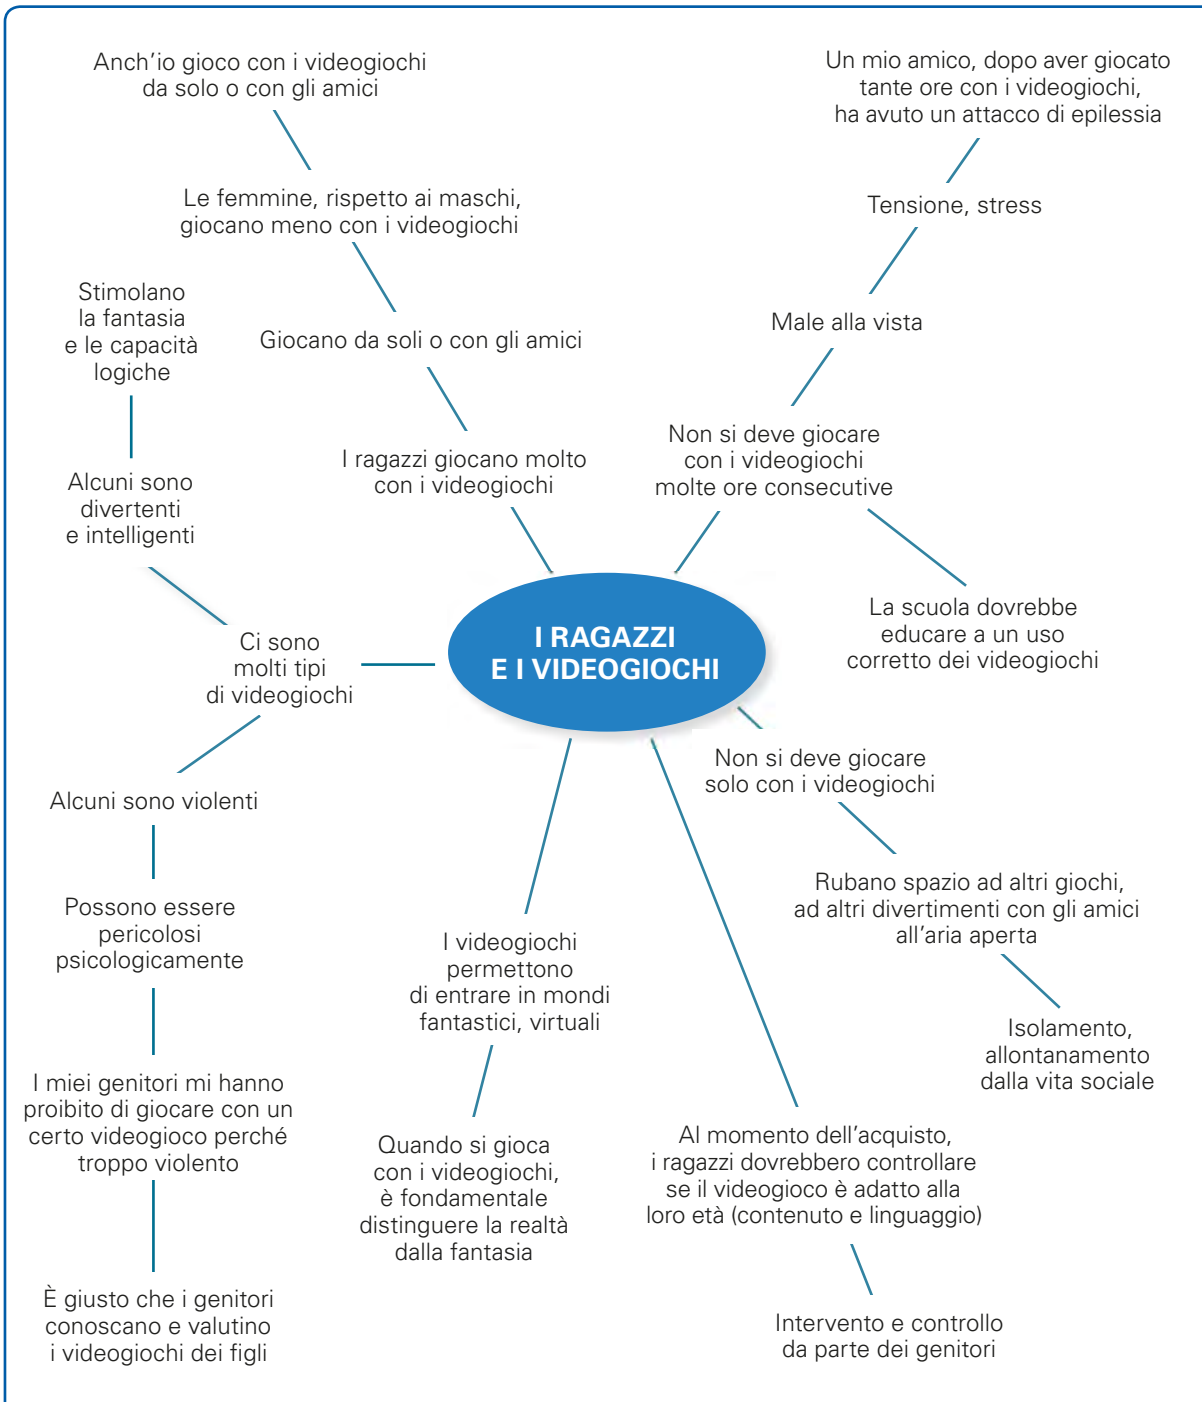 Anch'io gioco con i videogiochi
da solo o con gli amici
Un mio amico, dopo aver giocato
tante ore con i videogiochi,
ha avuto un attacco di epilessia
Le femmine, rispetto ai maschi,
giocano meno con i videogiochi
Tensione, stress
Stimolano
la fantasia
e le capacità
logiche
Giocano da soli o con gli amici
Male alla vista
Alcuni sono
divertenti
e intelligenti
I ragazzi giocano molto
con i videogiochi
Non si deve giocare
con i videogiochi
molte ore consecutive
La scuola dovrebbe
educare a un uso
corretto dei videogiochi
Ci sono
molti tipi
di videogiochi
I RAGAZZI
E I VIDEOGIOCHI
Non si deve giocare
solo con i videogiochi
Alcuni sono violenti
Rubano spazio ad altri giochi,
ad altri divertimenti con gli amici
all'aria aperta
Possono essere
pericolosi
psicologicamente
I videogiochi
permettono
di entrare in mondi
fantastici, virtuali
Isolamento,
allontanamento
dalla vita sociale
I miei genitori mi hanno
proibito di giocare con un
certo videogioco perché
troppo violento
Quando si gioca
con i videogiochi,
è fondamentale
distinguere la realtà
dalla fantasia
Al momento dell'acquisto,
i ragazzi dovrebbero controllare
se il videogioco è adatto alla
loro età (contenuto e linguaggio)
È giusto che i genitori
conoscano e valutino
i videogiochi dei figli
Intervento e controllo
da parte dei genitori